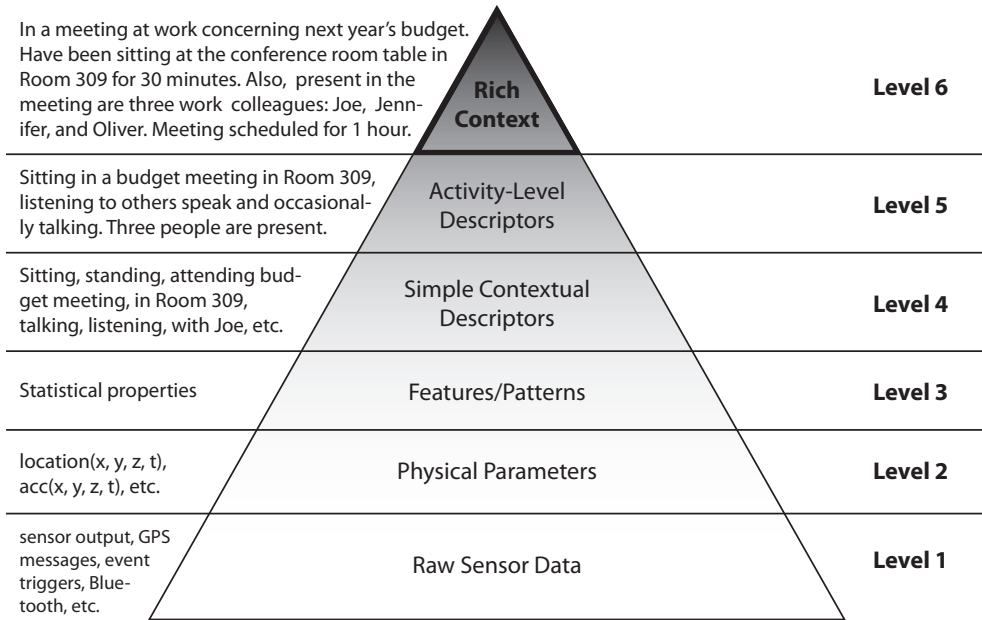 In a meeting at work concerning next year’s budget.
Have been sitting at the conference room table in
Room 309 for 30 minutes. Also, present in the
meeting are three work colleagues: Joe, Jenn-
ifer, and Oliver. Meeting scheduled for 1 hour.
Rich
Context
Level 6
Sitting in a budget meeting in Room 309,
listening to others speak and occasional-
ly talking. Three people are present.
Activity-Level
Descriptors
Level 5
Sitting, standing, attending bud-
get meeting, in Room 309,
talking, listening, with Joe, etc.
Simple Contextual
Descriptors
Level 4
Statistical properties
Features/Patterns
Level 3
location(x, y, z, t),
acc(x, y, z, t), etc.
Physical Parameters
Level 2
sensor output, GPS
messages, event
triggers, Blue-
tooth, etc.
Raw Sensor Data
Level 1